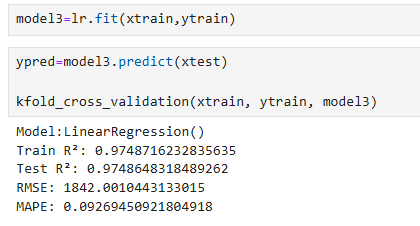 model3=lr.fit(xtrain,ytrain)
ypred=model3.predict(xtest)
kfold_cross_validation(xtrain, ytrain, model3)
Model:LinearRegression()
Train R²: 0.9748716232835635
Test R²: 0.9748648318489262
RMSE: 1842.0010443133015
MAPE: 0.09269450921804918